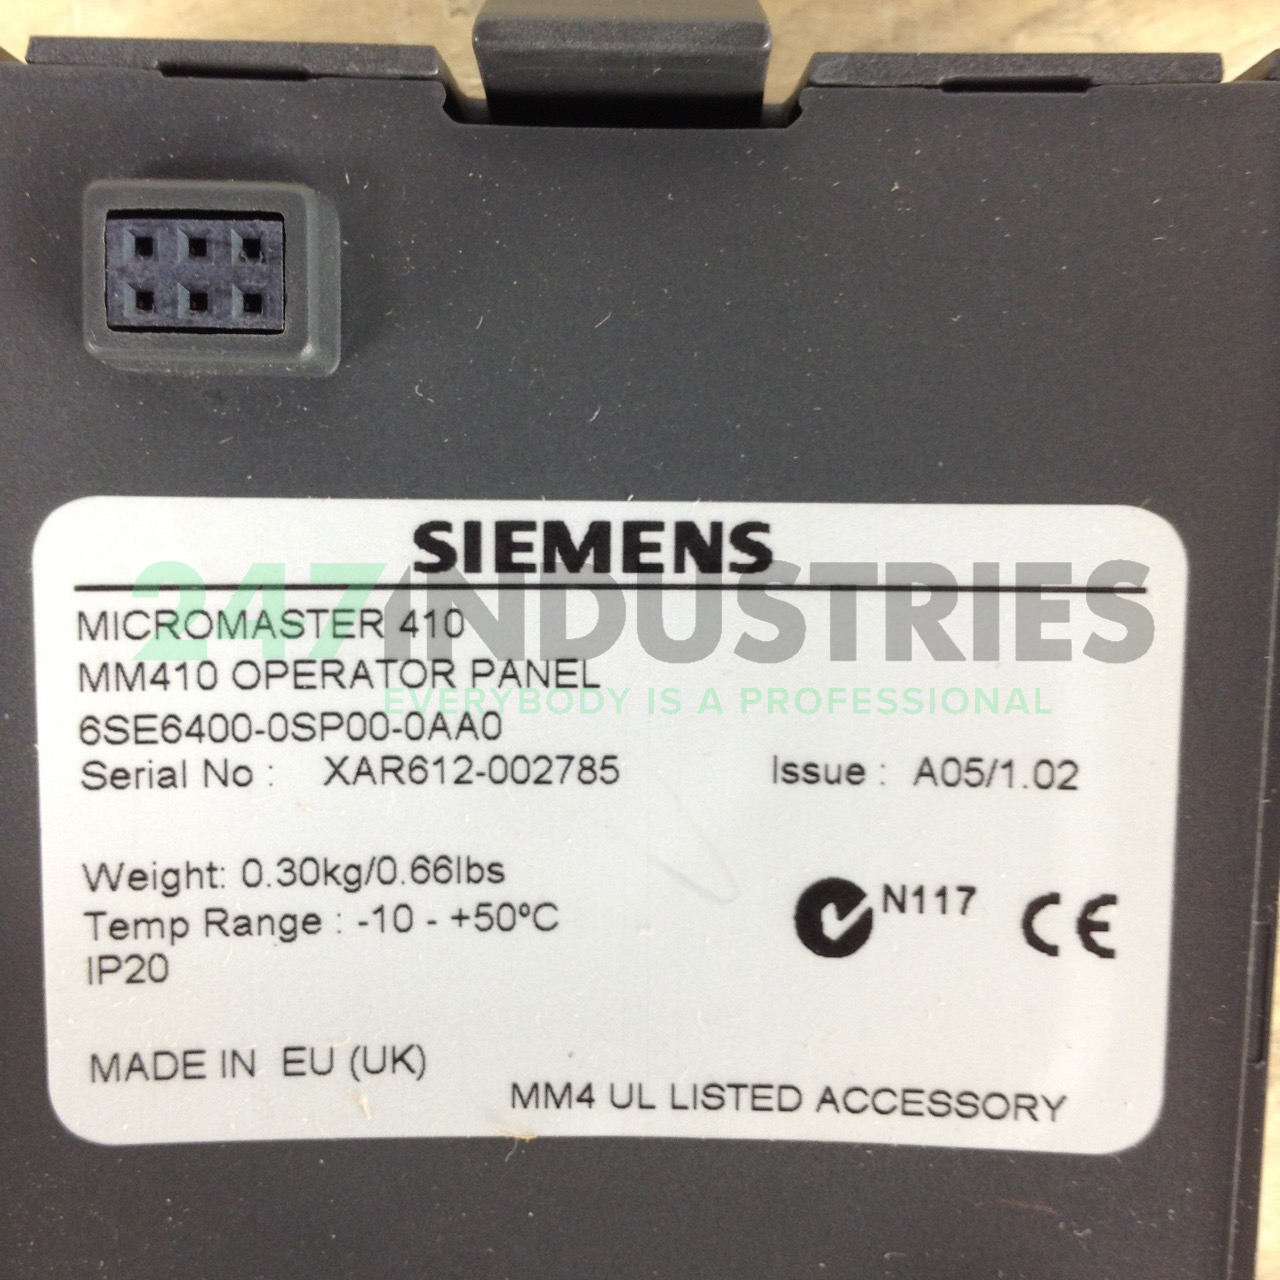 SIEMENS
247INDUSTRIES
MICROMASTER 410
MM410 OPERATOR PANEL
EVERYBODY IS A PROFESSIONAL
6SE6400-0SP00-0AA0
Serial No : XAR612-002785 Issue : A05/1.02
Weight: 0.30kg/0.66lbs
N117 CE
Temp Range : -10 - +50ºC
IP20
MADE IN EU (UK)
MM4 UL LISTED ACCESSORY